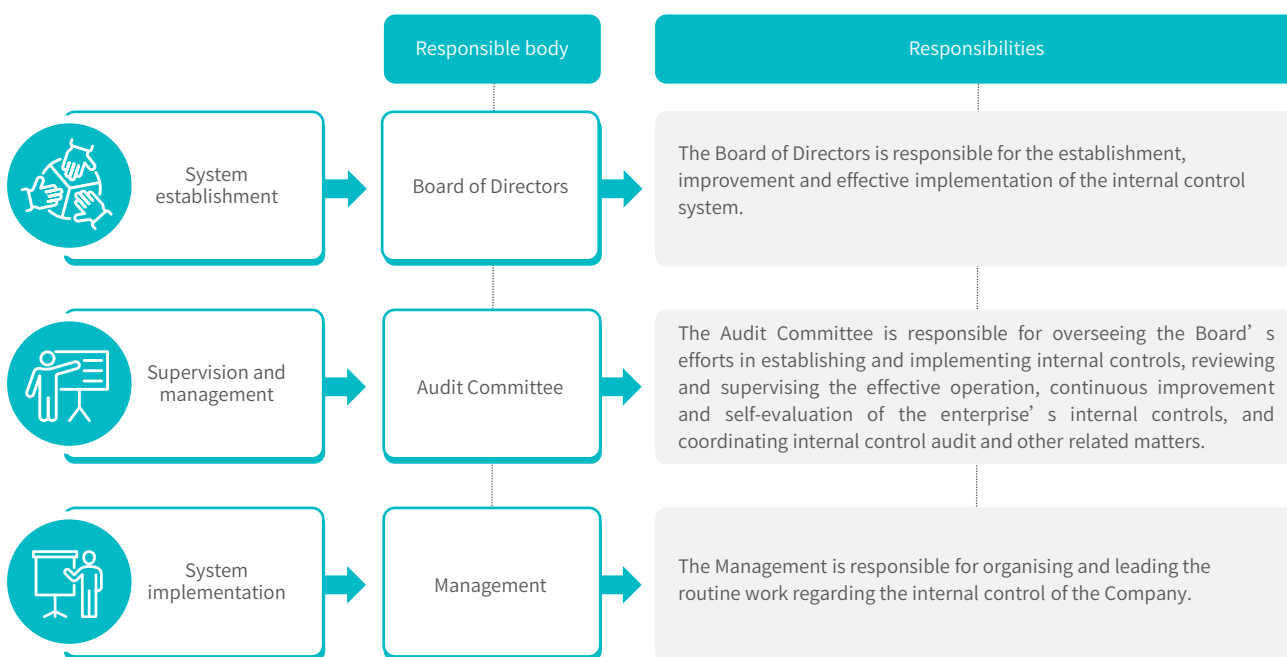 Responsible body
Responsibilities
System
establishment
Board of Directors
The Board of Directors is responsible for the establishment,
improvement and effective implementation of the internal control
system.
Supervision and
management
Audit Committee
The Audit Committee is responsible for overseeing the Board’s
efforts in establishing and implementing internal controls, reviewing
and supervising the effective operation, continuous improvement
and self-evaluation of the enterprise’s internal controls, and
coordinating internal control audit and other related matters.
System
implementation
Management
The Management is responsible for organising and leading the
routine work regarding the internal control of the Company.